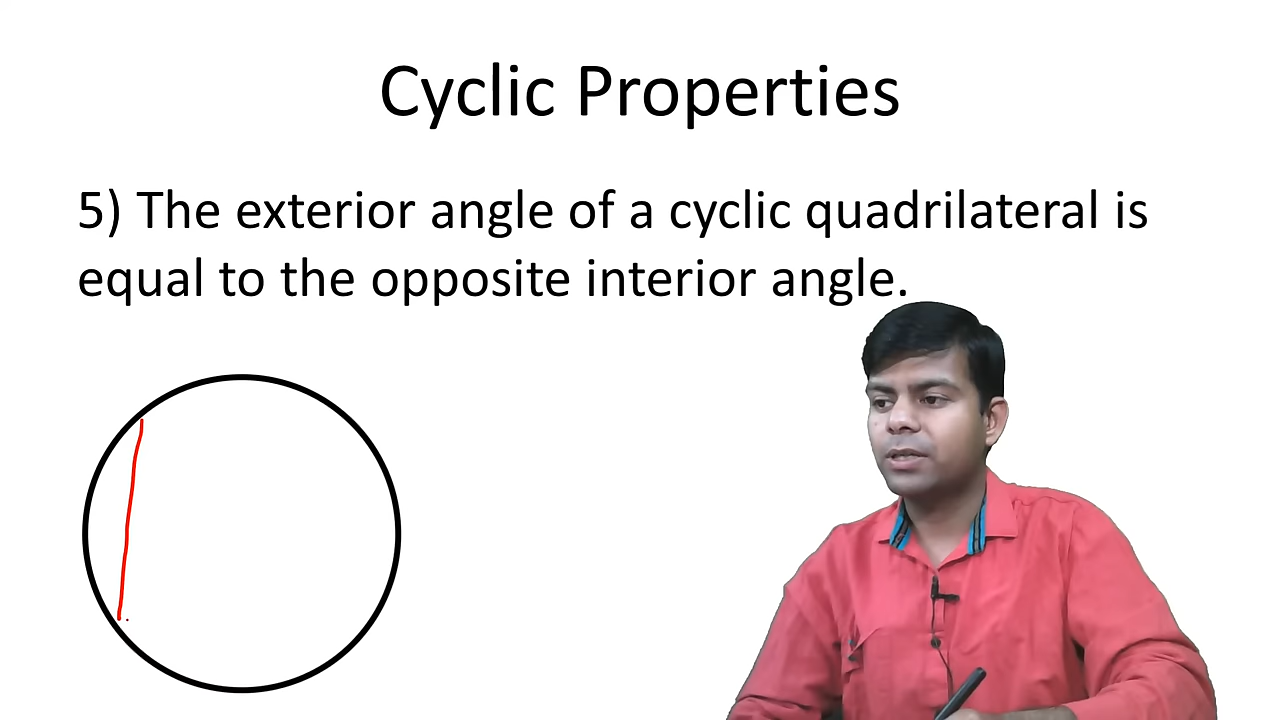 Cyclic Properties
5) The exterior angle of a cyclic quadrilateral is
equal to the opposite interior angle.